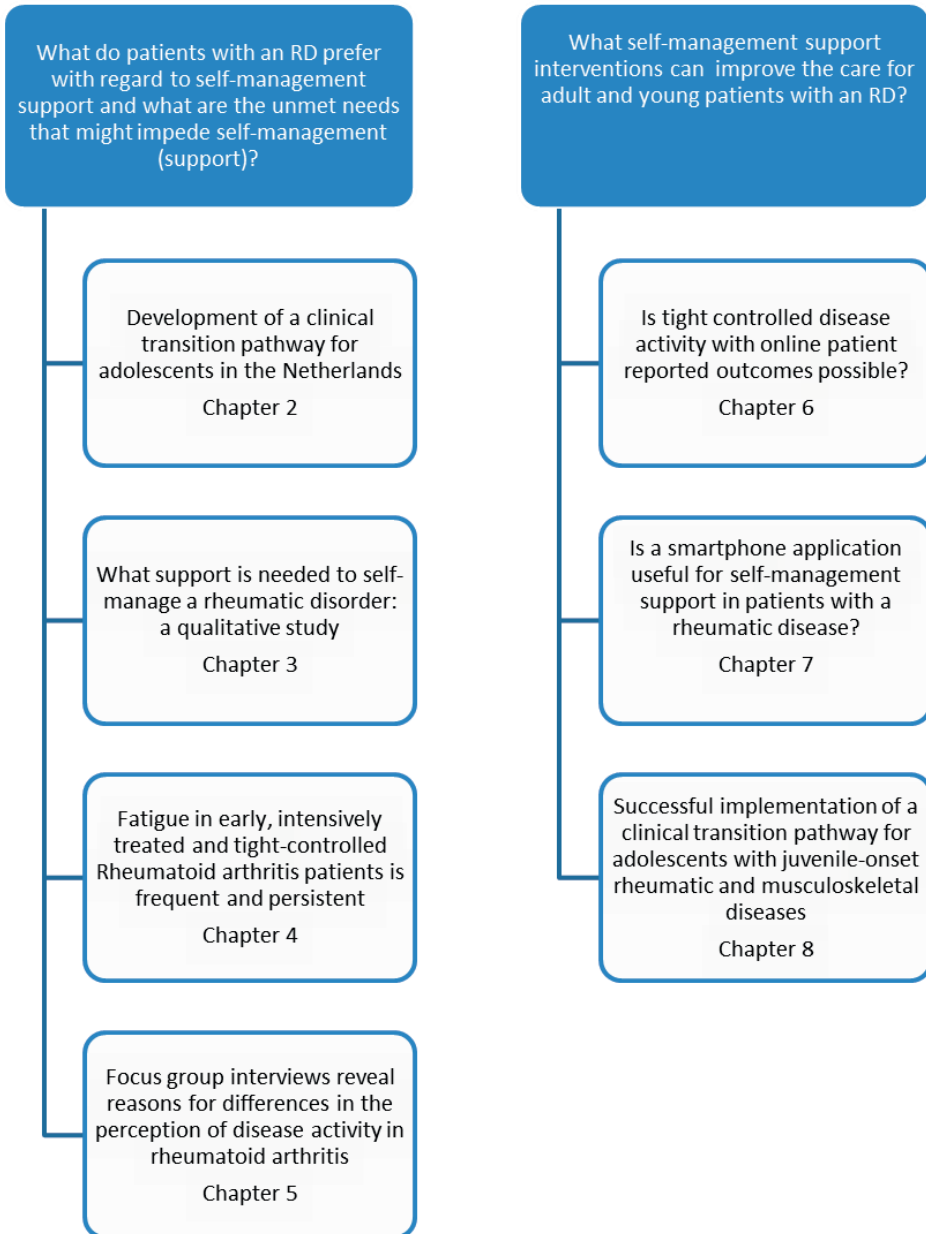 What do patients with an RD prefer
with regard to self-management
support and what are the unmet needs
that might impede self-management
(support)?
Development of a clinical
transition pathway for
adolescents in the Netherlands
Chapter 2
What support is needed to self-
manage a rheumatic disorder:
a qualitative study
Chapter 3
Fatigue in early, intensively
treated and tight-controlled
Rheumatoid arthritis patients is
frequent and persistent
Chapter 4
Focus group interviews reveal
reasons for differences in the
perception of disease activity in
rheumatoid arthritis
Chapter 5
What self-management support
interventions can improve the care for
adult and young patients with an RD?
Is tight controlled disease
activity with online patient
reported outcomes possible?
Chapter 6
Is a smartphone application
useful for self-management
support in patients with a
rheumatic disease?
Chapter 7
Successful implementation of a
clinical transition pathway for
adolescents with juvenile-onset
rheumatic and musculoskeletal
diseases
Chapter 8